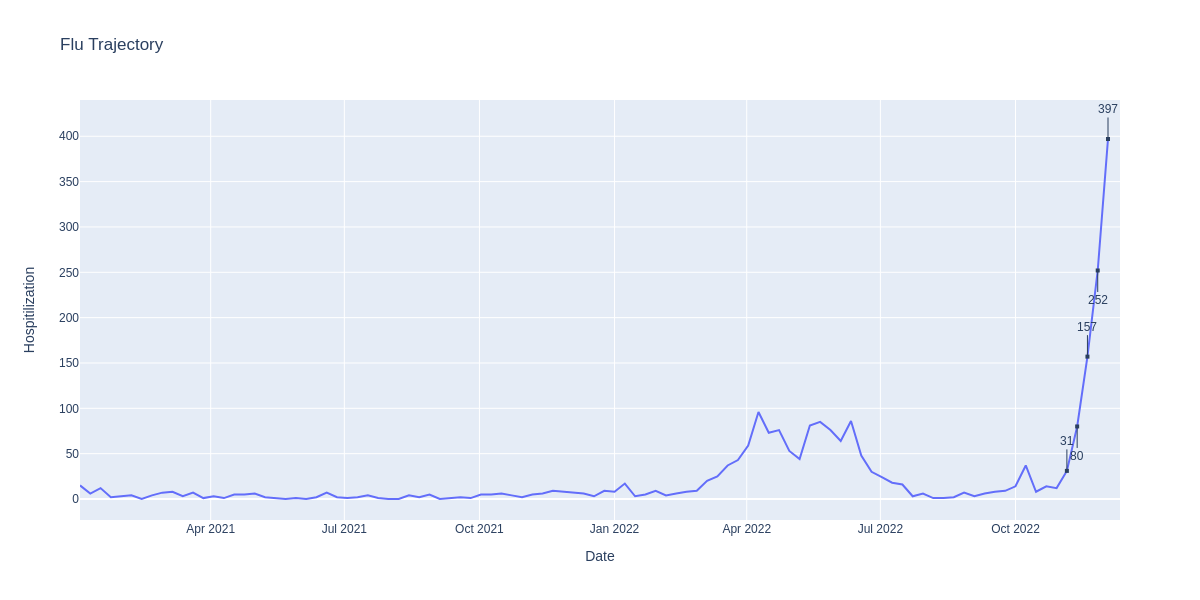 Flu Trajectory
397
400
350
300
250
252
200
157
150
100
31
80
50
0
Hospitilization
Apr 2021
Jul 2021
Oct 2021
Jan 2022
Apr 2022
Jul 2022
Oct 2022
Date